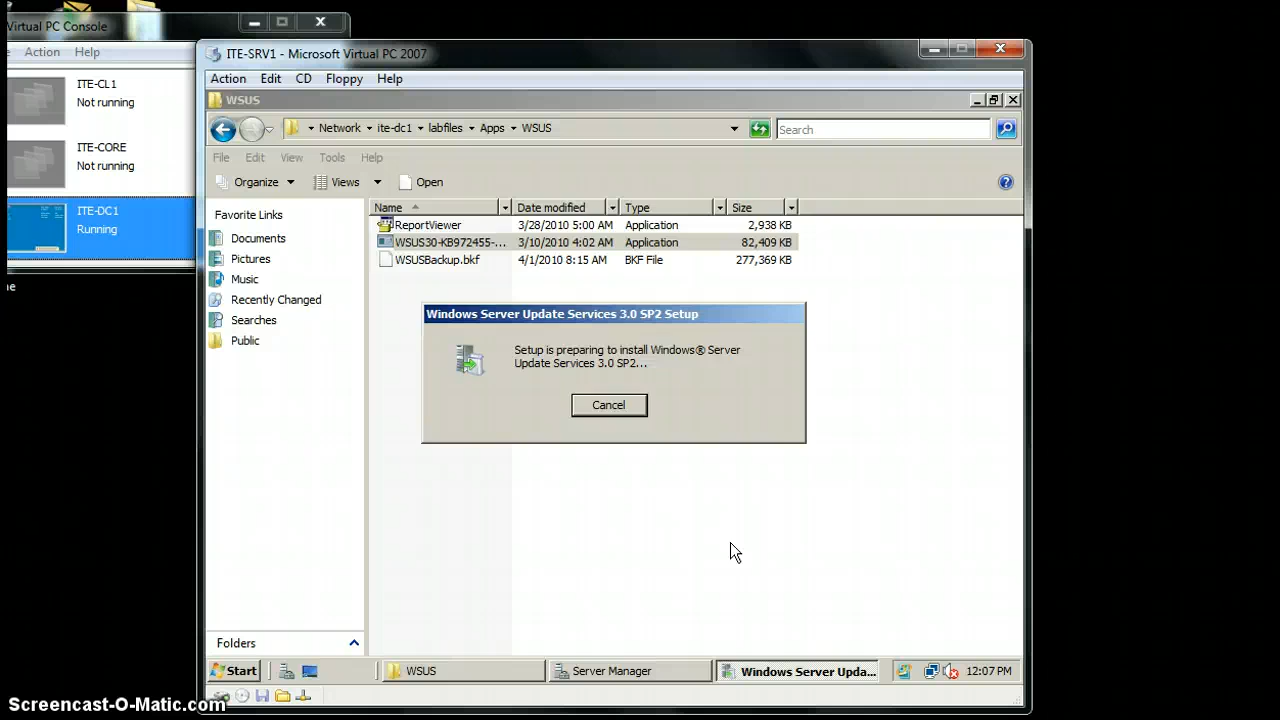 Virtual PC Console
Action Help
ITE-CL1
Not running
ITE-CORE
Not running
ITE-DC1
Running
ITE-SRV1 - Microsoft Virtual PC 2007
Action Edit CD Floppy Help
WSUS
Network ite-dc1 labfiles Apps WSUS
Search
File Edit View Tools Help
Organize Views Open
Favorite Links
Documents
Pictures
Music
Recently Changed
Searches
Public
Folders
Name Date modified Type Size
ReportViewer 3/28/2010 5:00 AM Application 2,938 KB
WSUS30-KB972455-... 3/10/2010 4:02 AM Application 82,409 KB
WSUSBackup.bkf 4/1/2010 8:15 AM BKF File 277,369 KB
Windows Server Update Services 3.0 SP2 Setup
Setup is preparing to install Windows® Server
Update Services 3.0 SP2...
Cancel
Start WSUS Server Manager Windows Server Upda... 12:07 PM
Screencast-O-Matic.com